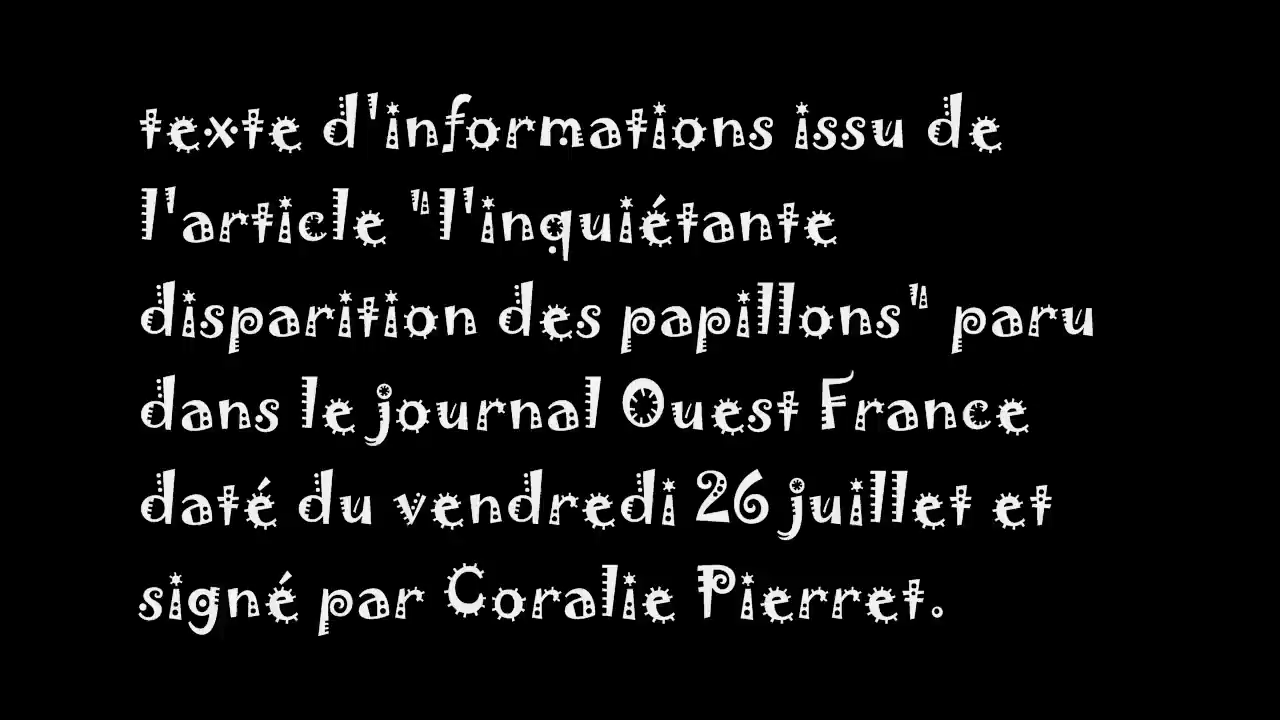 texte d'informations issu de
l'article "l'inquiétante
disparition des papillons" paru
dans le journal Ouest France
daté du vendredi 26 juillet et
signé par Coralie Pierret.